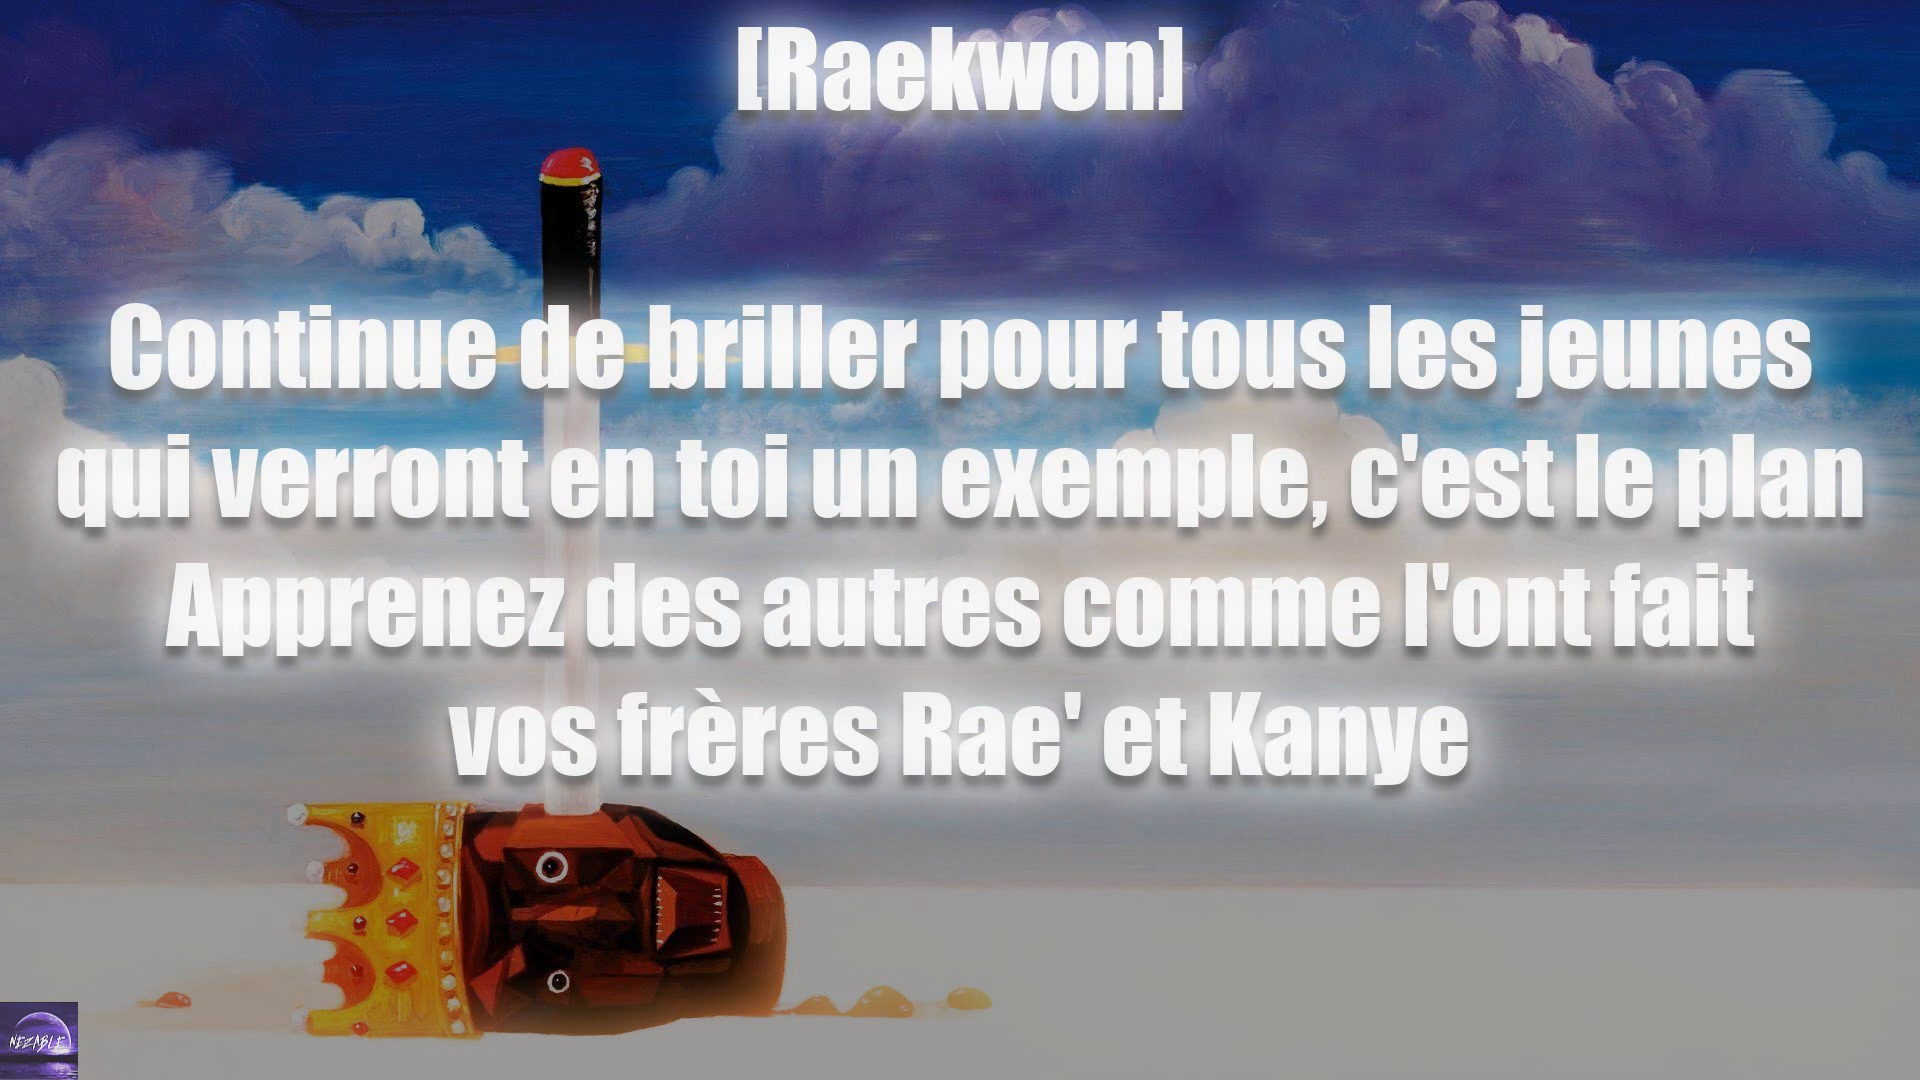 [Raekwon]
Continue de briller pour tous les jeunes
qui verront en toi un exemple, c'est le plan
Apprenez des autres comme l'ont fait
vos frères Rae' et Kanye
NEZABLE